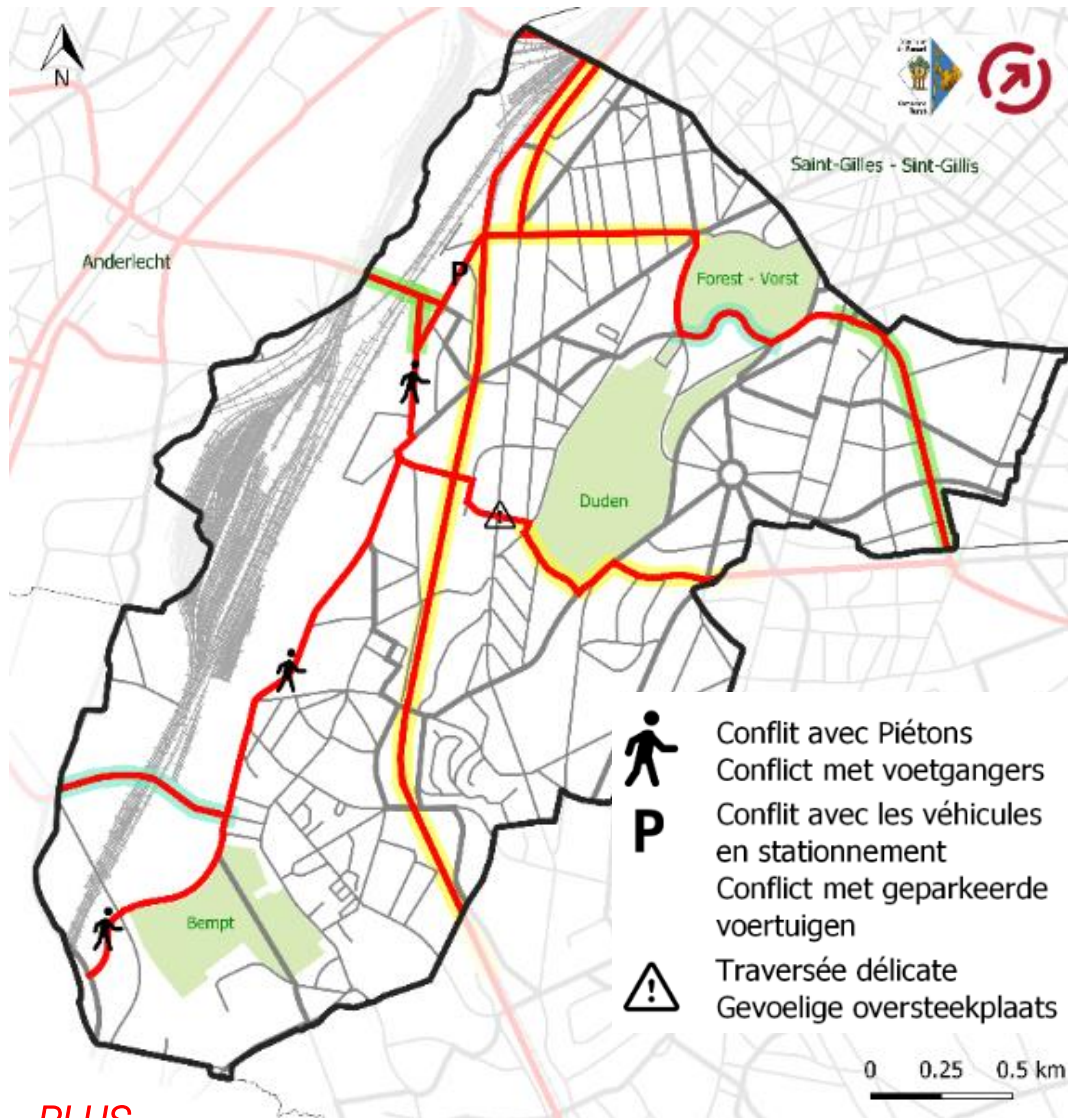 N
Saint-Gilles - Sint-Gillis
Anderlecht
Forest - Vorst
P
Duden
Bempt
Conflit avec Piétons
Conflict met voetgangers
P
Conflit avec les véhicules
en stationnement
Conflict met geparkeerde
voertuigen
Traversée délicate
Gevoelige oversteekplaats
0 0.25 0.5 km
PLUS